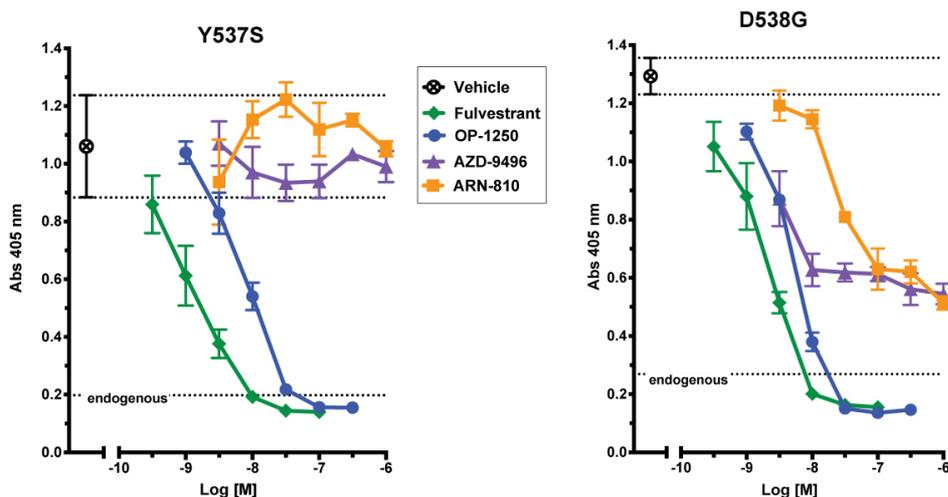 Y537S
1.4
1.2
1.0
0.8
0.6
0.4
0.2
0.0
Abs 405 nm
endogenous
-10
-9
-8
-7
-6
Log [M]
Vehicle
Fulvestrant
OP-1250
AZD-9496
ARN-810
D538G
1.4
1.2
1.0
0.8
0.6
0.4
0.2
0.0
Abs 405 nm
endogenous
-10
-9
-8
-7
-6
Log [M]